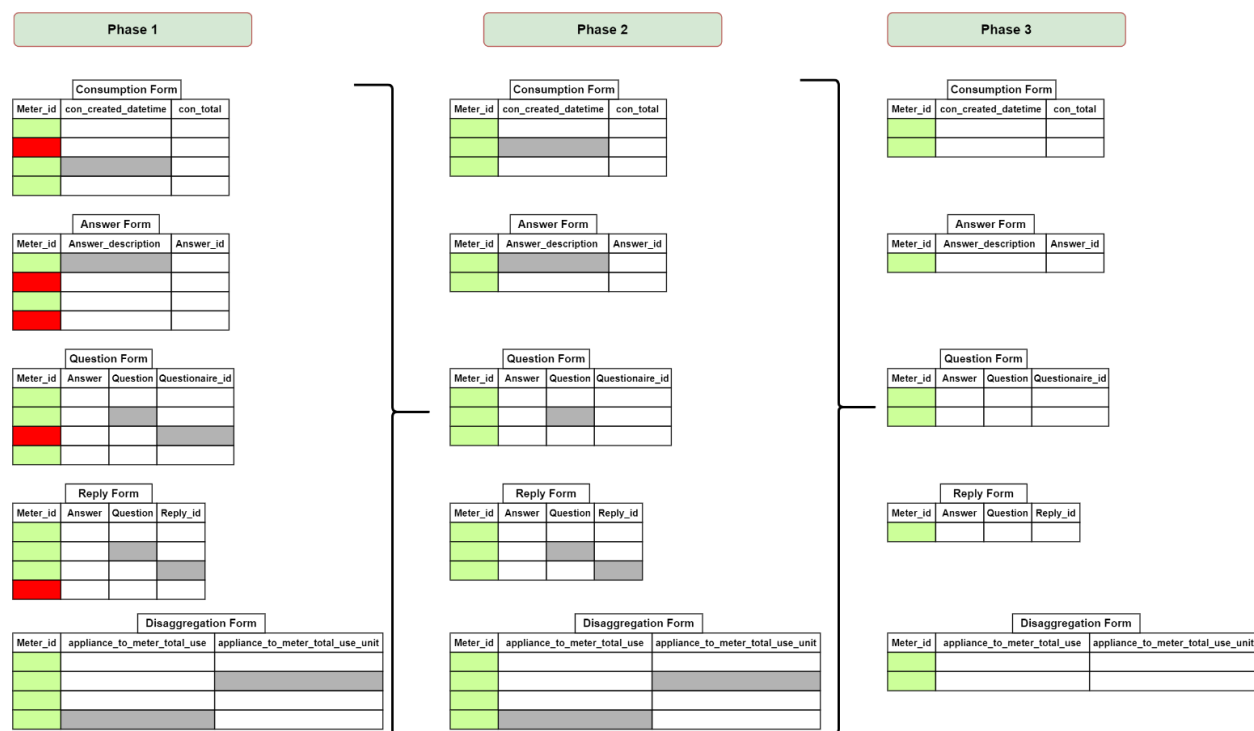 Phase 1
Consumption Form
Meter_id con_created_datetime con_total
Answer Form
Meter_id Answer_description Answer_id
Question Form
Meter_id Answer Question Questionaire_id
Reply Form
Meter_id Answer Question Reply_id
Disaggregation Form
Meter_id appliance_to_meter_total_use appliance_to_meter_total_use_unit
Phase 2
Consumption Form
Meter_id con_created_datetime con_total
Answer Form
Meter_id Answer_description Answer_id
Question Form
Meter_id Answer Question Questionaire_id
Reply Form
Meter_id Answer Question Reply_id
Disaggregation Form
Meter_id appliance_to_meter_total_use appliance_to_meter_total_use_unit
Phase 3
Consumption Form
Meter_id con_created_datetime con_total
Answer Form
Meter_id Answer_description Answer_id
Question Form
Meter_id Answer Question Questionaire_id
Reply Form
Meter_id Answer Question Reply_id
Disaggregation Form
Meter_id appliance_to_meter_total_use appliance_to_meter_total_use_unit